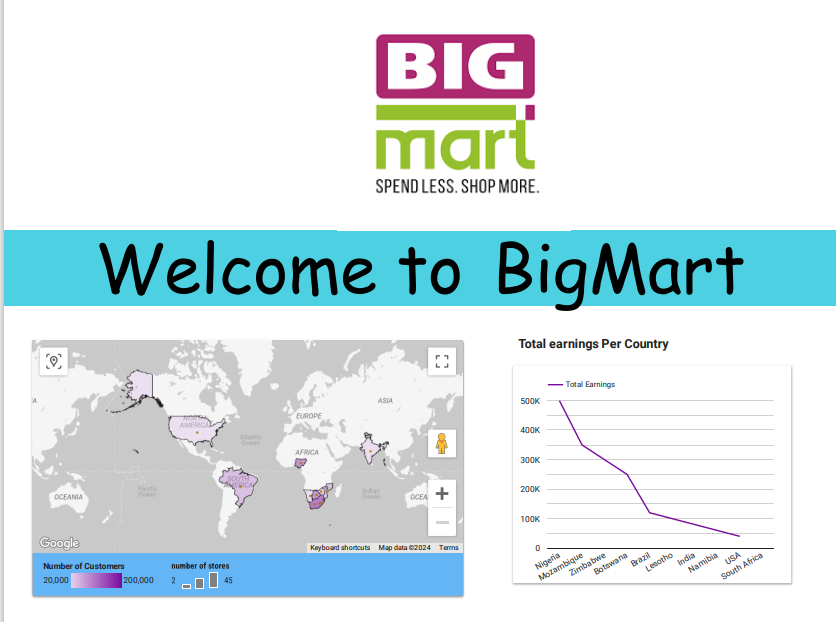 BIG
mart
SPEND LESS. SHOP MORE.
Welcome to BigMart
Total earnings Per Country
Total Earnings
500K
400K
300K
200K
100K
0
Nigeria
Mozambique
Zimbabwe
Botswana
Brazil
Lesotho
India
Namibia
USA
South Africa
A
ASIA
NORTH
AMERICA
EUROPE
Atlantic
Ocean
AFRICA
Pacific
Ocean
SOUTH
AMERICA
Indian
Ocean
OCEANIA
OCEA
Google
Keyboard shortcuts
Map data ©2024
Terms
Number of Customers
20,000
200,000
number of stores
2
45